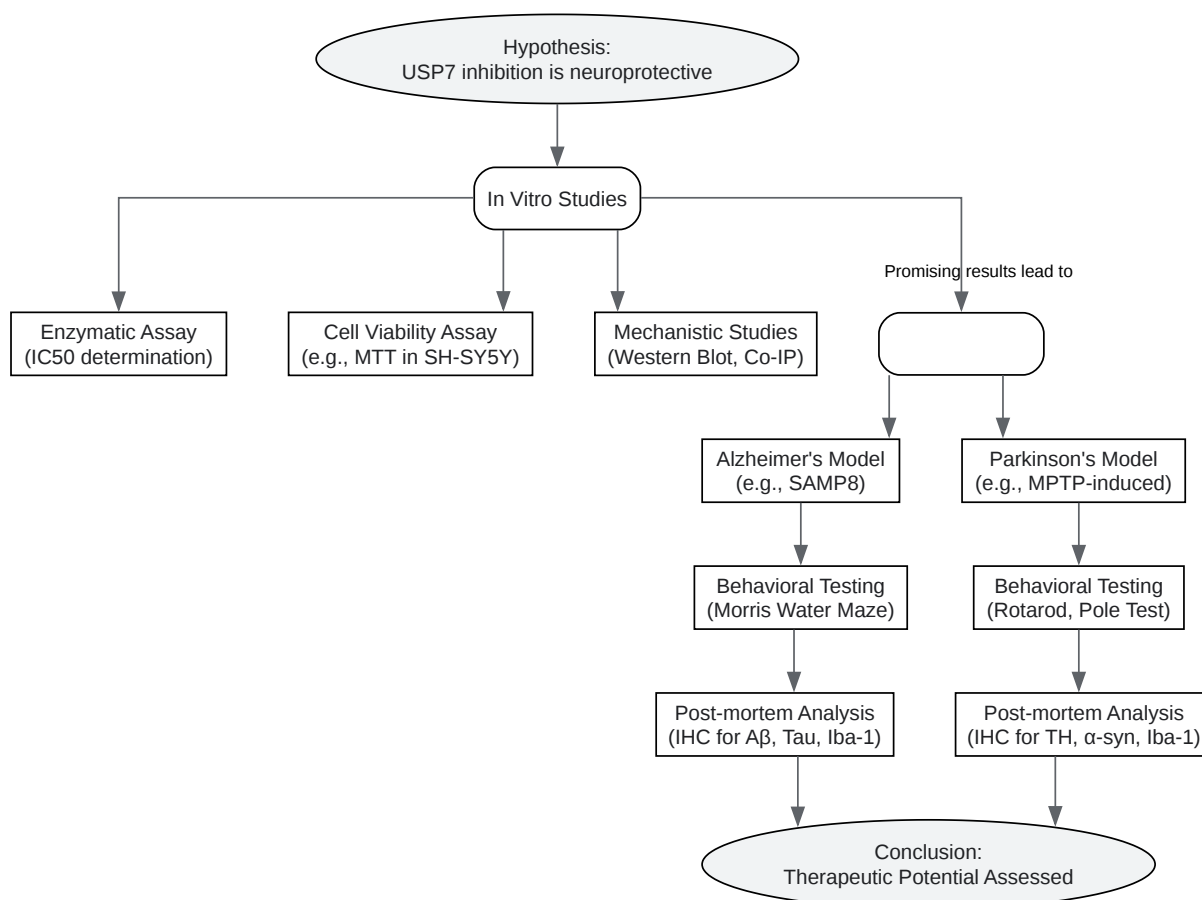 Hypothesis:
USP7 inhibition is neuroprotective
In Vitro Studies
Promising results lead to
Enzymatic Assay
(IC50 determination)
Cell Viability Assay
(e.g., MTT in SH-SY5Y)
Mechanistic Studies
(Western Blot, Co-IP)
Alzheimer's Model
(e.g., SAMP8)
Parkinson's Model
(e.g., MPTP-induced)
Behavioral Testing
(Morris Water Maze)
Behavioral Testing
(Rotarod, Pole Test)
Post-mortem Analysis
(IHC for Aβ, Tau, Iba-1)
Post-mortem Analysis
(IHC for TH, α-syn, Iba-1)
Conclusion:
Therapeutic Potential Assessed